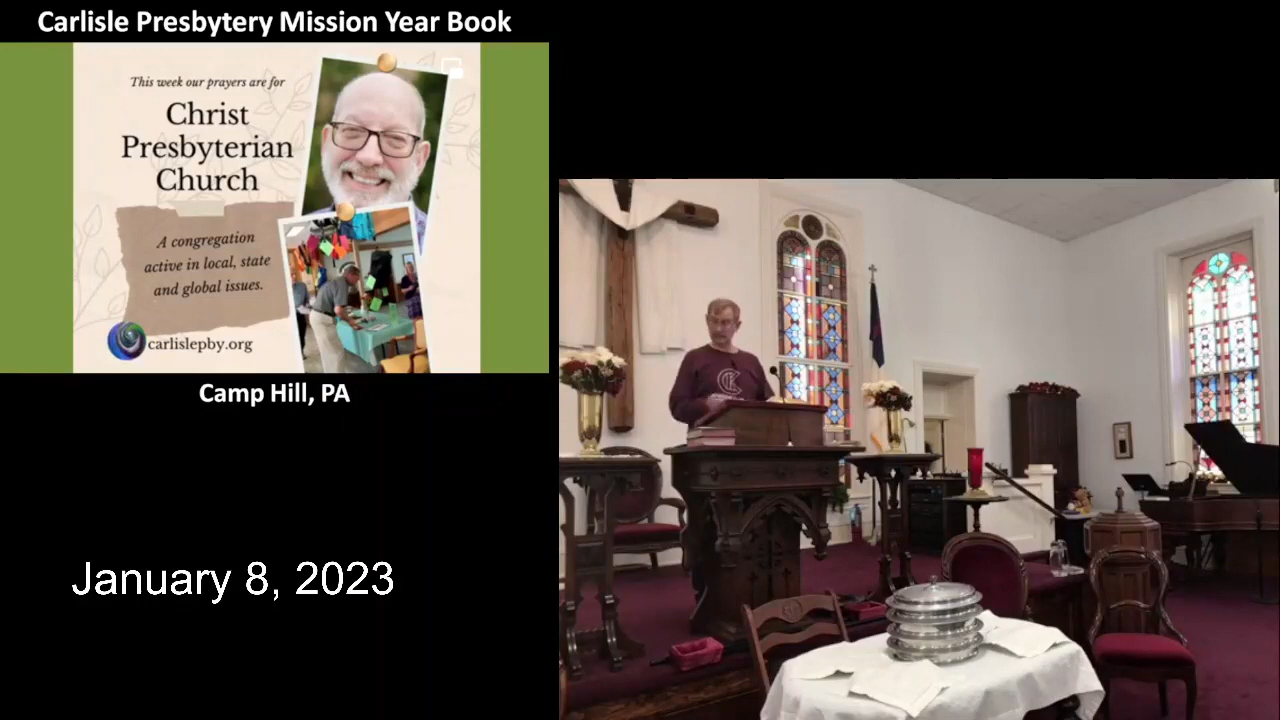 Carlisle Presbytery Mission Year Book
This week our prayers are for
Christ
Presbyterian
Church
A congregation
active in local, state
and global issues.
carlislepby.org
Camp Hill, PA
January 8, 2023